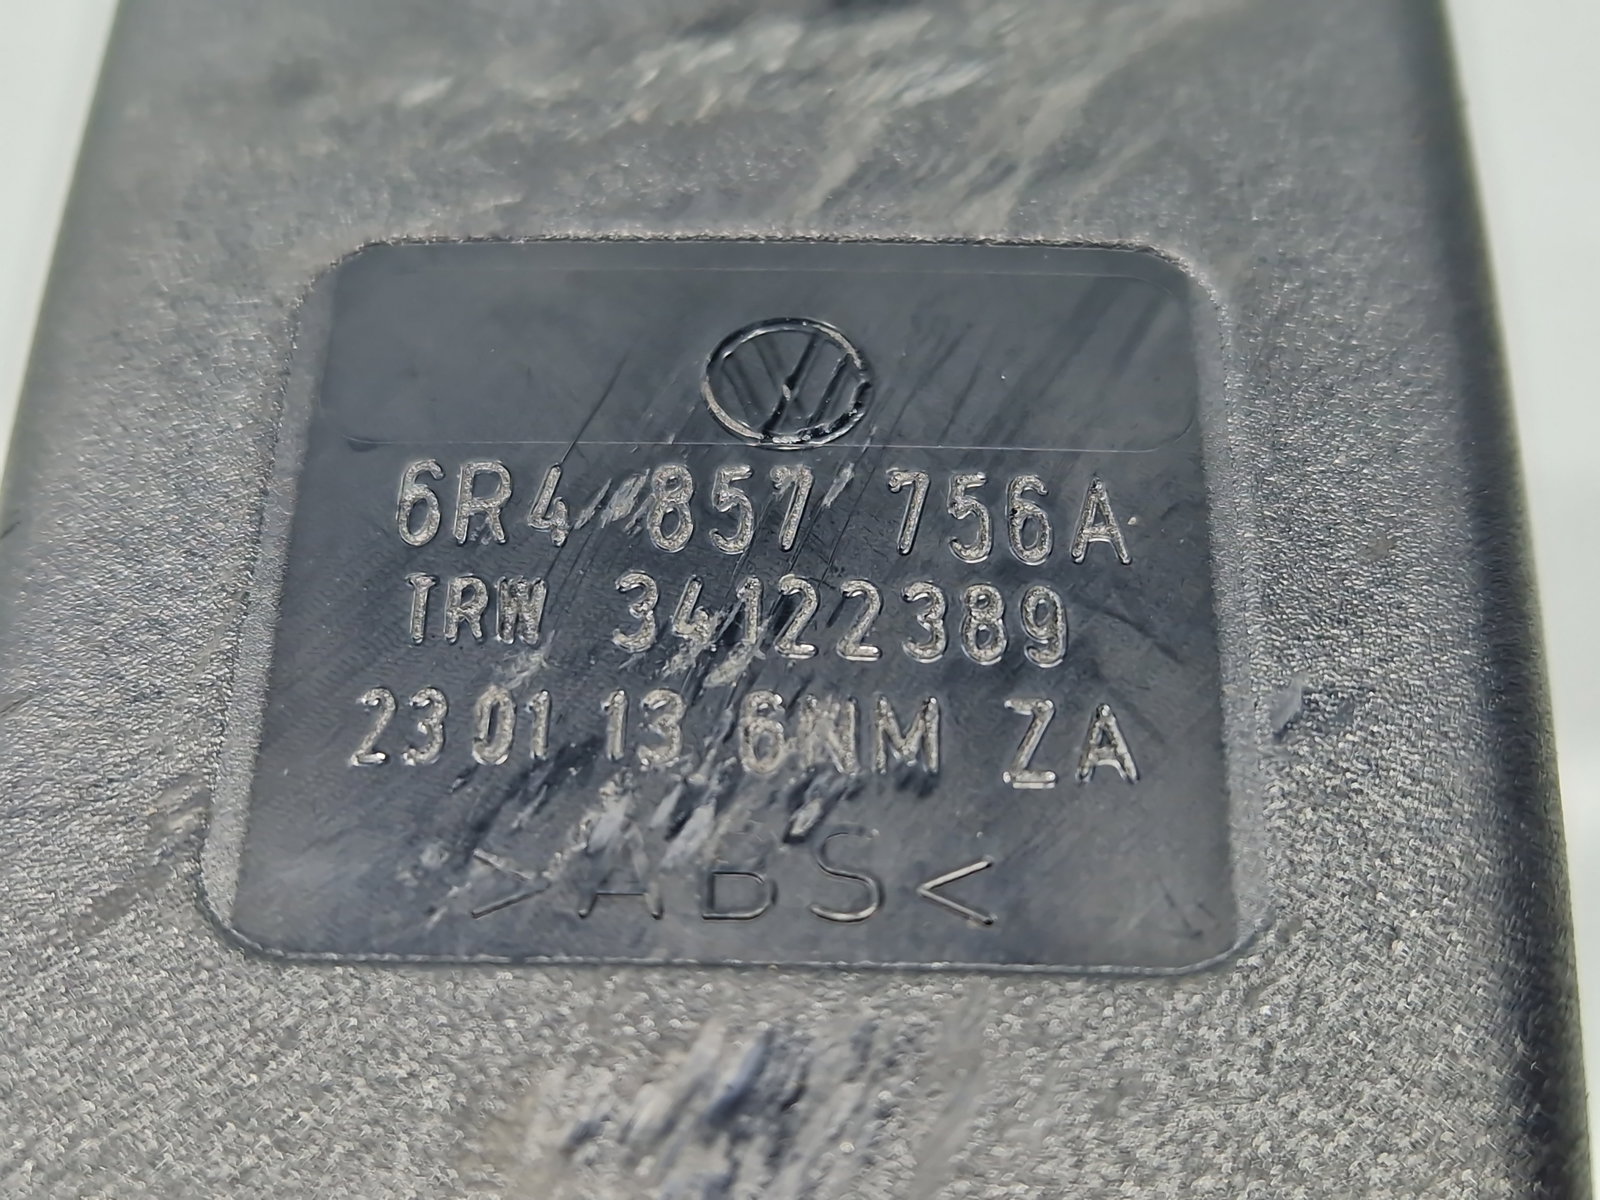 6R4 857 756A
TRW 34122389
23 01 13 6NM ZA
>ABS<